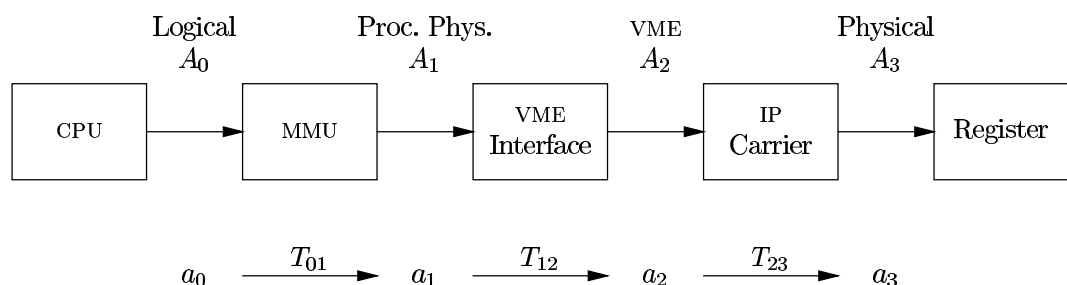 Logical Proc. Phys. VME Physical
A₀ A₁ A₂ A₃
CPU MMU VME Interface IP Carrier Register
T₀₁ T₁₂ T₂₃
a₀ a₁ a₂ a₃